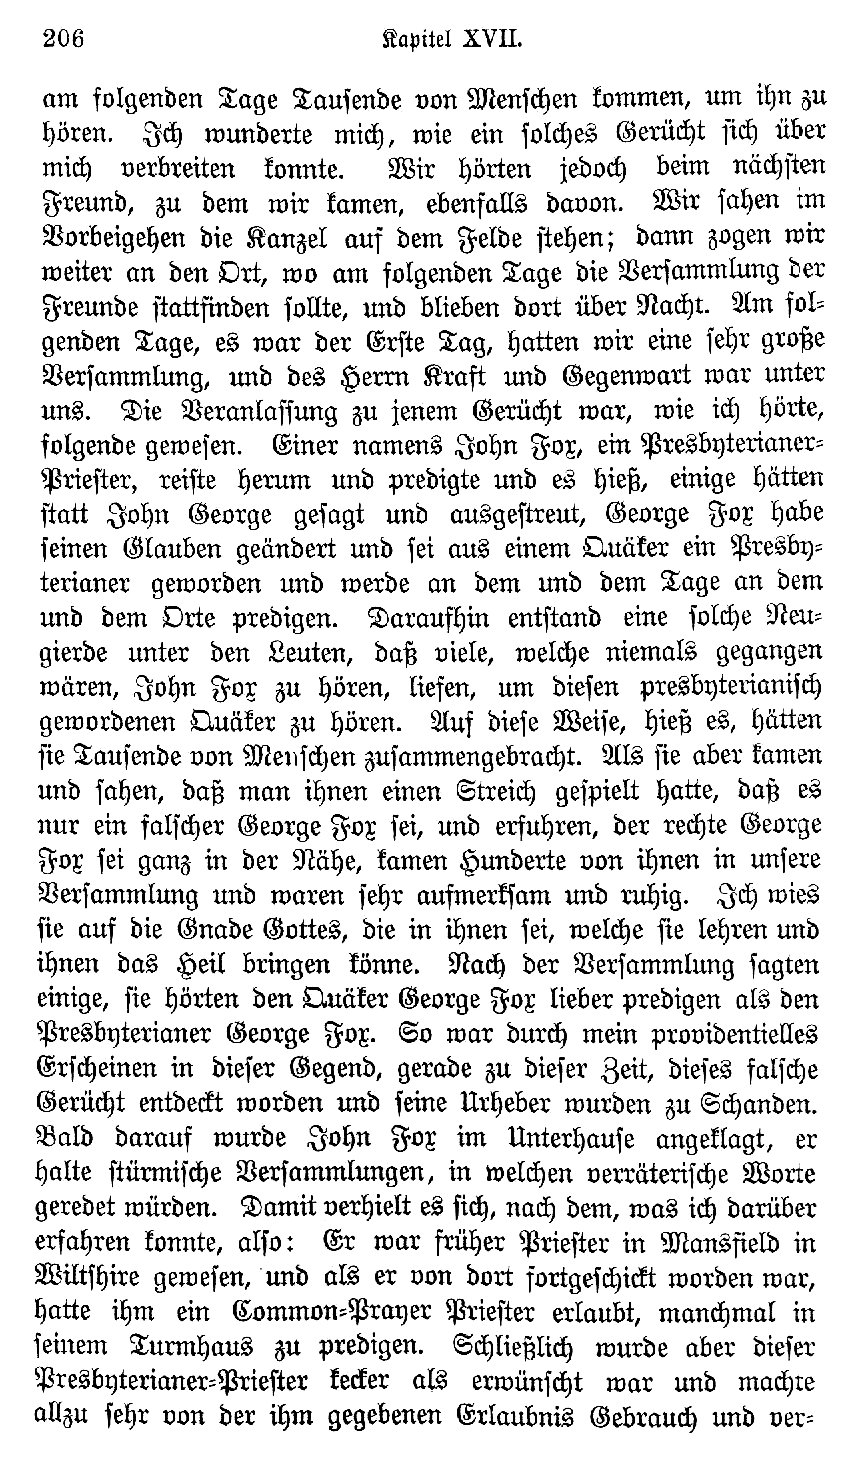 206 Kapitel XVII.
am folgenden Tage Tausende von Menschen kommen, um ihn zu
hören. Ich wunderte mich, wie ein solches Gerücht sich über
mich verbreiten konnte. Wir hörten jedoch beim nächsten
Freund, zu dem wir kamen, ebenfalls davon. Wir sahen im
Vorbeigehen die Kanzel auf dem Felde stehen; dann zogen wir
weiter an den Ort, wo am folgenden Tage die Versammlung der
Freunde stattfinden sollte, und blieben dort über Nacht. Am fol-
genden Tage, es war der Erste Tag, hatten wir eine sehr große
Versammlung, und des Herrn Kraft und Gegenwart war unter
uns. Die Veranlassung zu jenem Gerücht war, wie ich hörte,
folgende gewesen. Einer namens John Fox, ein Presbyterianer-
Priester, reiste herum und predigte und es hieß, einige hätten
statt John George gesagt und ausgestreut, George Fox habe
seinen Glauben geändert und sei aus einem Quäker ein Presby-
terianer geworden und werde an dem und dem Tage an dem
und dem Orte predigen. Daraufhin entstand eine solche Neu-
gierde unter den Leuten, daß viele, welche niemals gegangen
wären, John Fox zu hören, liefen, um diesen presbyterianisch
gewordenen Quäker zu hören. Auf diese Weise, hieß es, hätten
sie Tausende von Menschen zusammengebracht. Als sie aber kamen
und sahen, daß man ihnen einen Streich gespielt hatte, daß es
nur ein falscher George Fox sei, und erfuhren, der rechte George
Fox sei ganz in der Nähe, kamen Hunderte von ihnen in unsere
Versammlung und waren sehr aufmerksam und ruhig. Ich wies
sie auf die Gnade Gottes, die in ihnen sei, welche sie lehren und
ihnen das Heil bringen könne. Nach der Versammlung sagten
einige, sie hörten den Quäker George Fox lieber predigen als den
Presbyterianer George Fox. So war durch mein providentielles
Erscheinen in dieser Gegend, gerade zu dieser Zeit, dieses falsche
Gerücht entdeckt worden und seine Urheber wurden zu Schanden.
Bald darauf wurde John Fox im Unterhause angeklagt, er
halte stürmische Versammlungen, in welchen verräterische Worte
geredet würden. Damit verhielt es sich, nach dem, was ich darüber
erfahren konnte, also: Er war früher Priester in Mansfield in
Wiltshire gewesen, und als er von dort fortgeschickt worden war,
hatte ihm ein Common-Prayer Priester erlaubt, manchmal in
seinem Turmhaus zu predigen. Schließlich wurde aber dieser
Presbyterianer-Priester kecker als erwünscht war und machte
allzu sehr von der ihm gegebenen Erlaubnis Gebrauch und ver-